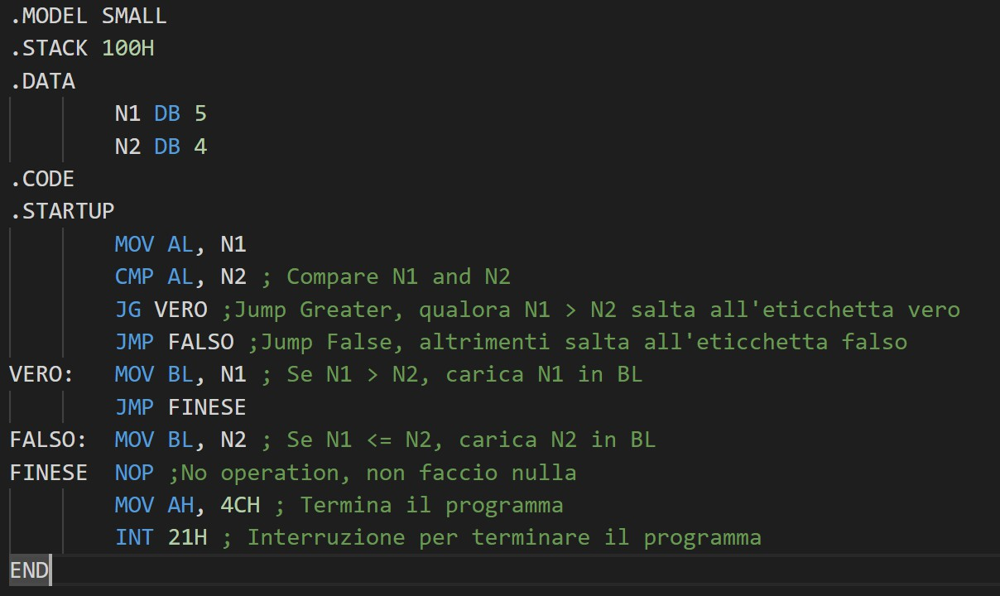 .MODEL SMALL
.STACK 100H
.DATA
N1 DB 5
N2 DB 4
.CODE
.STARTUP
MOV AL, N1
CMP AL, N2 ; Compare N1 and N2
JG VERO ;Jump Greater, qualora N1 > N2 salta all'eticchetta vero
JMP FALSO ;Jump False, altrimenti salta all'eticchetta falso
VERO: MOV BL, N1 ; Se N1 > N2, carica N1 in BL
JMP FINESE
FALSO: MOV BL, N2 ; Se N1 <= N2, carica N2 in BL
FINESE NOP ;No operation, non faccio nulla
MOV AH, 4CH ; Termina il programma
INT 21H ; Interruzione per terminare il programma
END